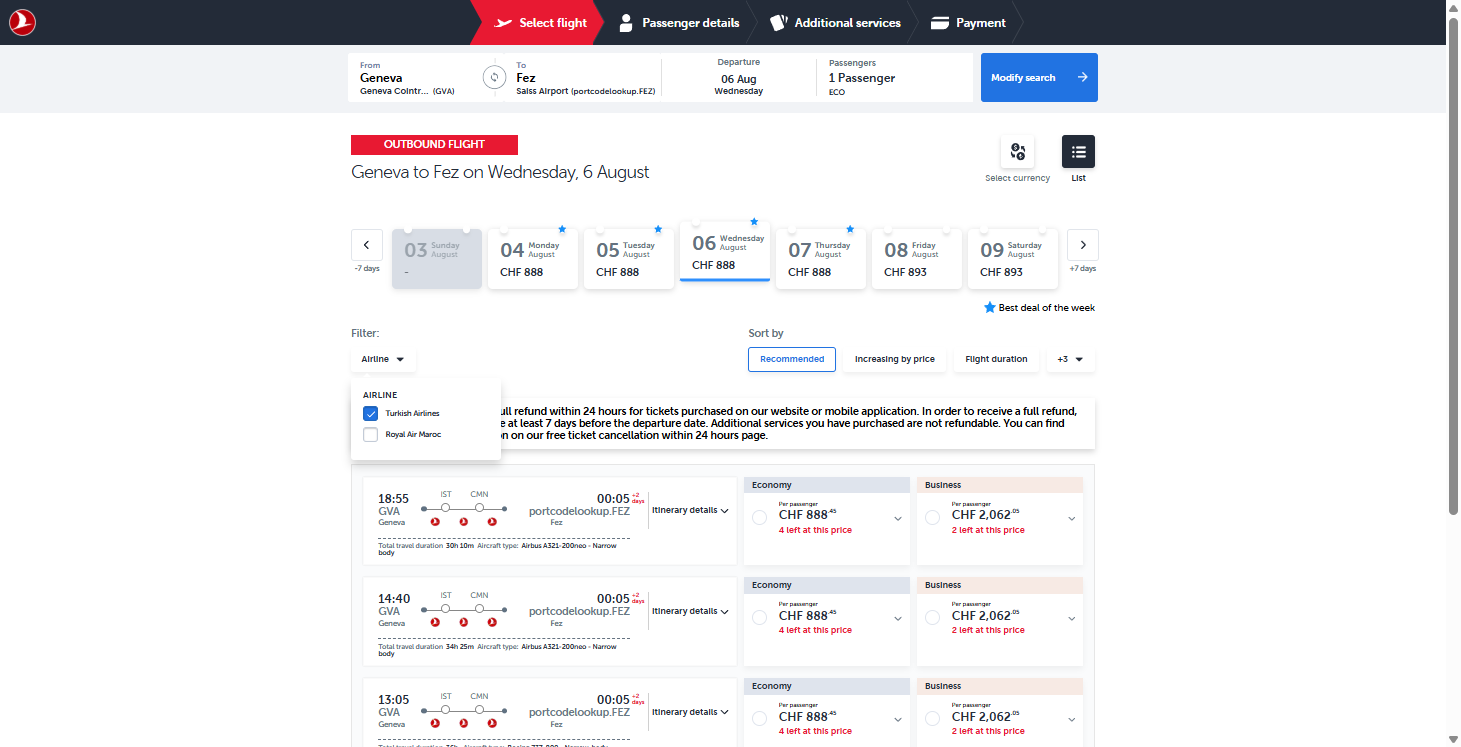 Select flight
Passenger details
Additional services
Payment
From
Geneva
Geneva Cointr... (GVA)
To
Fez
Saiss Airport (portcodelookup.FEZ)
Departure
06 Aug
Wednesday
Passengers
1 Passenger
ECO
Modify search
OUTBOUND FLIGHT
Geneva to Fez on Wednesday, 6 August
Select currency
List
-7 days
03 Sunday August
-
04 Monday August
CHF 888
05 Tuesday August
CHF 888
06 Wednesday August
CHF 888
07 Thursday August
CHF 888
08 Friday August
CHF 893
09 Saturday August
CHF 893
+7 days
Best deal of the week
Filter:
Airline
Sort by
Recommended
Increasing by price
Flight duration
+3
AIRLINE
Turkish Airlines
Royal Air Maroc
ull refund within 24 hours for tickets purchased on our website or mobile application. In order to receive a full refund,
e at least 7 days before the departure date. Additional services you have purchased are not refundable. You can find
on on our free ticket cancellation within 24 hours page.
18:55
GVA
Geneva
IST
CMN
00:05 +2 days
portcodelookup.FEZ
Fez
Itinerary details
Total travel duration 30h 10m Aircraft type: Airbus A321-200neo - Narrow
body
Economy
Per passenger
CHF 888.45
4 left at this price
Business
Per passenger
CHF 2,062.05
2 left at this price
14:40
GVA
Geneva
IST
CMN
00:05 +2 days
portcodelookup.FEZ
Fez
Itinerary details
Total travel duration 34h 25m Aircraft type: Airbus A321-200neo - Narrow
body
Economy
Per passenger
CHF 888.45
4 left at this price
Business
Per passenger
CHF 2,062.05
2 left at this price
13:05
GVA
Geneva
IST
CMN
00:05 +2 days
portcodelookup.FEZ
Fez
Itinerary details
Economy
Per passenger
CHF 888.45
4 left at this price
Business
Per passenger
CHF 2,062.05
2 left at this price